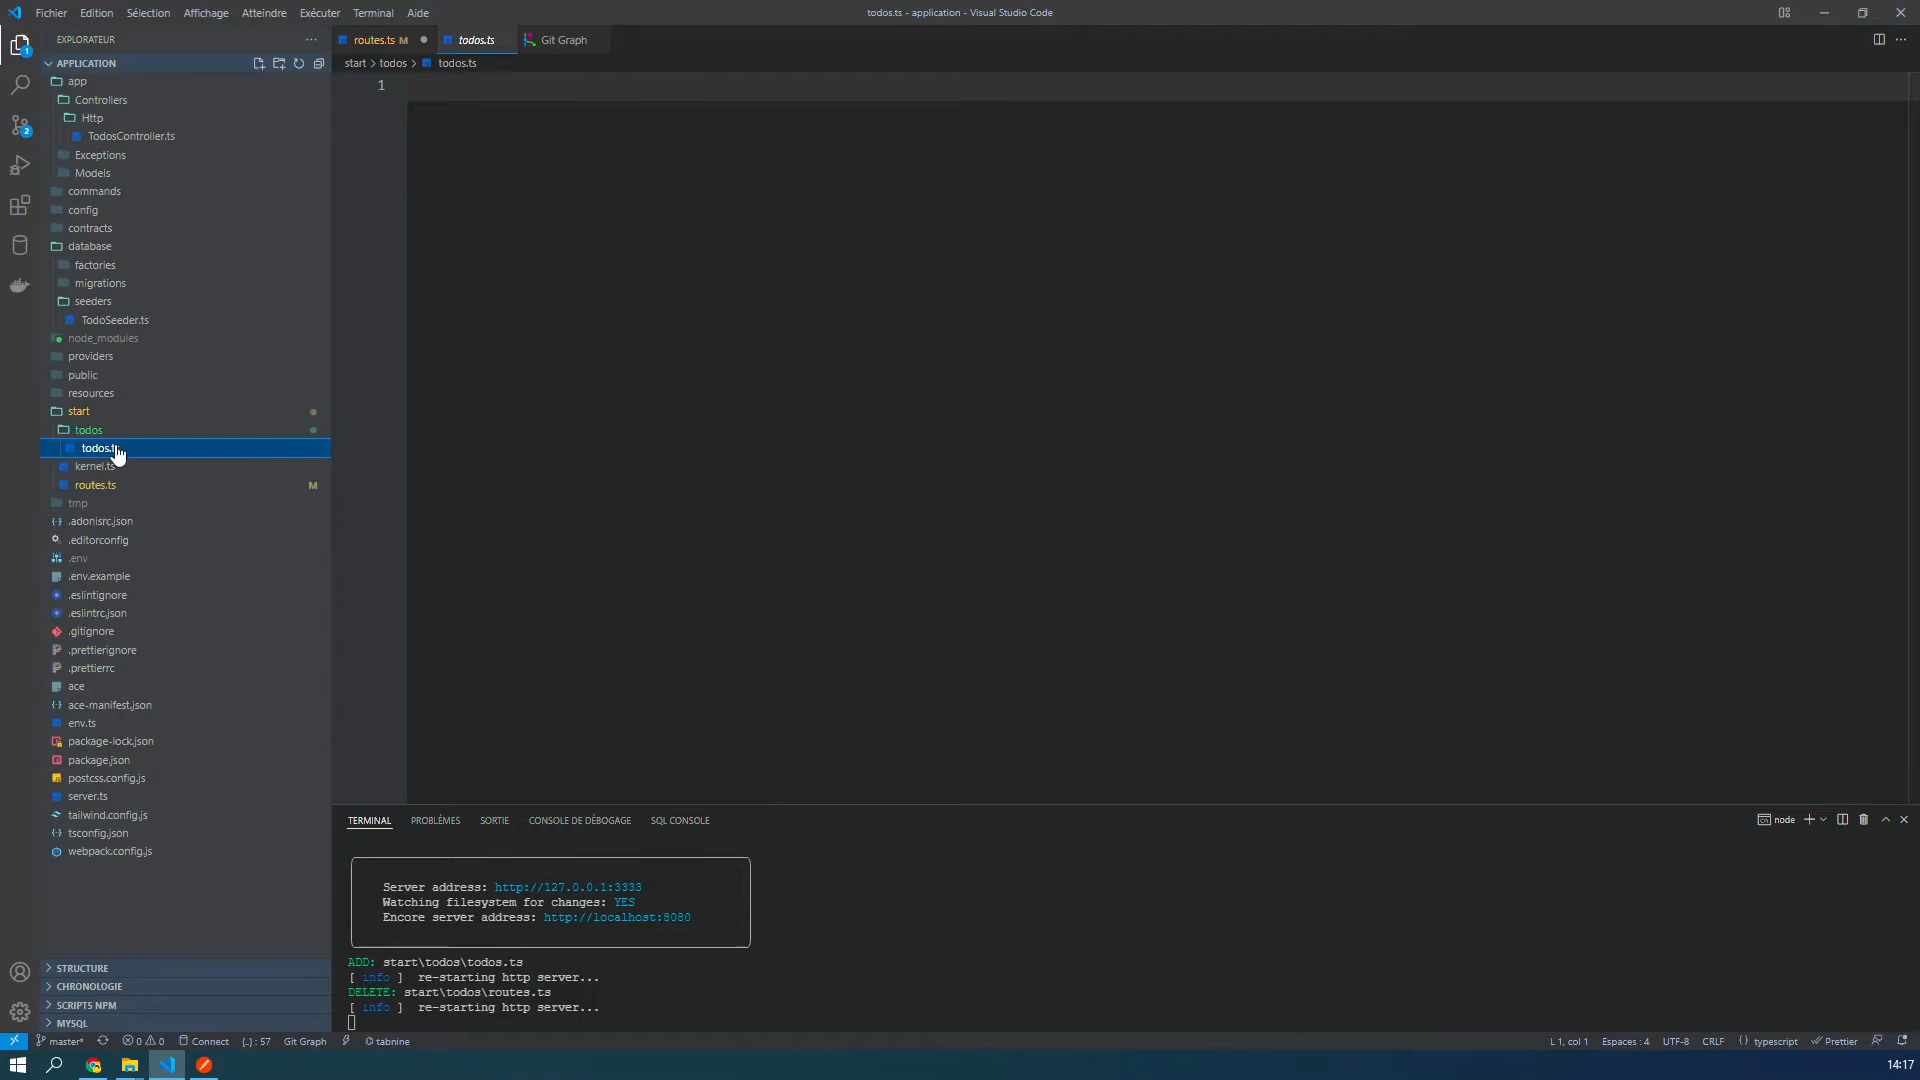 Fichier Edition Sélection Affichage Atteindre Exécuter Terminal Aide
todos.ts - application - Visual Studio Code
EXPLORATEUR
routes.ts M
todos.ts
Git Graph
APPLICATION
start > todos > todos.ts
1
app
Controllers
Http
TodosController.ts
Exceptions
Models
commands
config
contracts
database
factories
migrations
seeders
TodoSeeder.ts
node_modules
providers
public
resources
start
todos
kernel.ts
routes.ts M
tmp
.adonisrc.json
.editorconfig
.env
.env.example
.eslintignore
.eslintrc.json
.gitignore
.prettierignore
.prettierrc
ace
ace-manifest.json
env.ts
package-lock.json
package.json
postcss.config.js
server.ts
tailwind.config.js
tsconfig.json
webpack.config.js
STRUCTURE
CHRONOLOGIE
SCRIPTS NPM
MYSQL
1
2
TERMINAL PROBLÈMES SORTIE CONSOLE DE DÉBOGAGE SQL CONSOLE
node
Server address: http://127.0.0.1:3333
Watching filesystem for changes: YES
Encore server address: http://localhost:8080
ADD: start\todos\todos.ts
[ info ] re-starting http server...
DELETE: start\todos\routes.ts
[ info ] re-starting http server...
master* 0 0 Connect {..} : 57 Git Graph tabnine
L 1, col 1 Espaces : 4 UTF-8 CRLF { } typescript Prettier
14:17